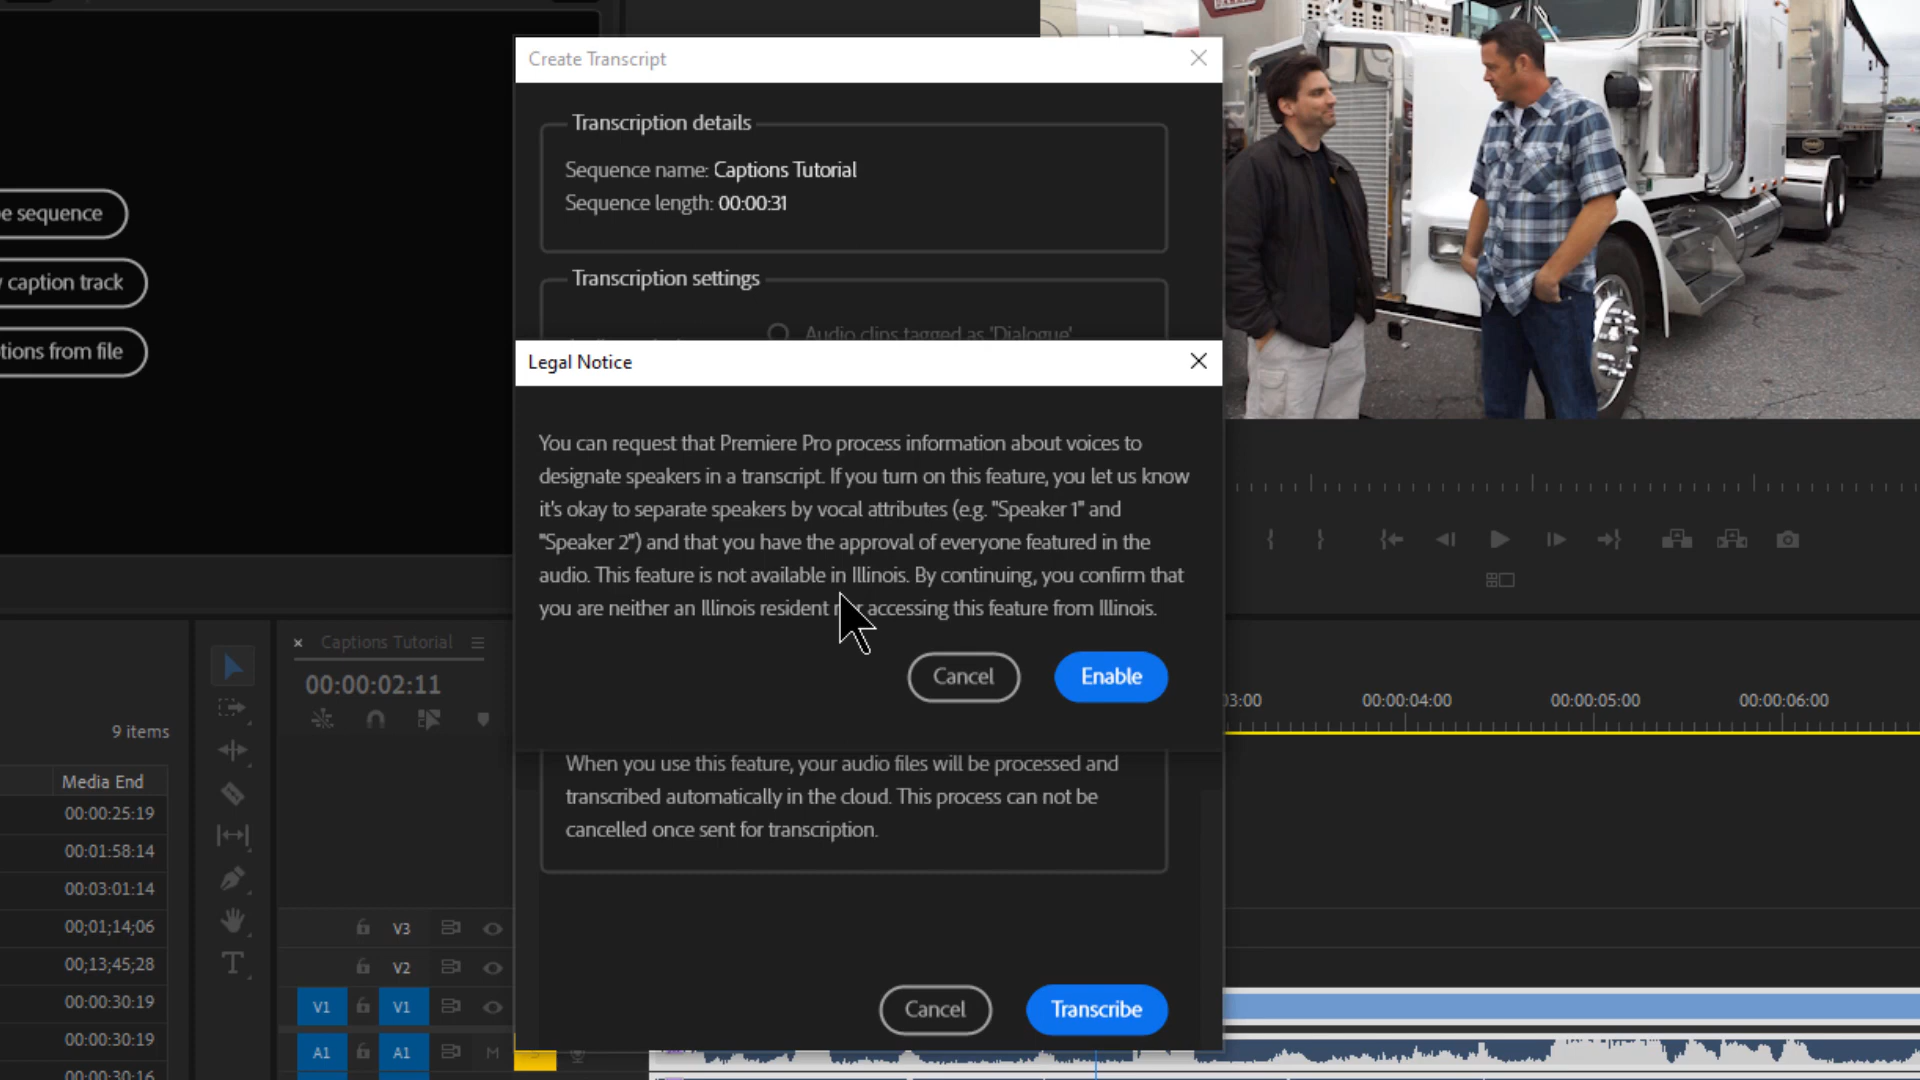 Create Transcript
Transcription details
Sequence name: Captions Tutorial
Sequence length: 00:00:31
Transcription settings
Audio clips tagged as 'Dialogue'
sequence
caption track
from file
Legal Notice
You can request that Premiere Pro process information about voices to
designate speakers in a transcript. If you turn on this feature, you let us know
it's okay to separate speakers by vocal attributes (e.g. "Speaker 1" and
"Speaker 2") and that you have the approval of everyone featured in the
audio. This feature is not available in Illinois. By continuing, you confirm that
you are neither an Illinois resident nor accessing this feature from Illinois.
Cancel
Enable
When you use this feature, your audio files will be processed and
transcribed automatically in the cloud. This process can not be
cancelled once sent for transcription.
Cancel
Transcribe
Captions Tutorial
00:00:02:11
03:00
00:00:04:00
00:00:05:00
00:00:06:00
9 items
Media End
00:00:25:19
00:01:58:14
00:03:01:14
00;01;14;06
00;13;45;28
00:00:30:19
00:00:30:19
00:00:30:16
V3
V2
V1 V1
A1 A1 M S